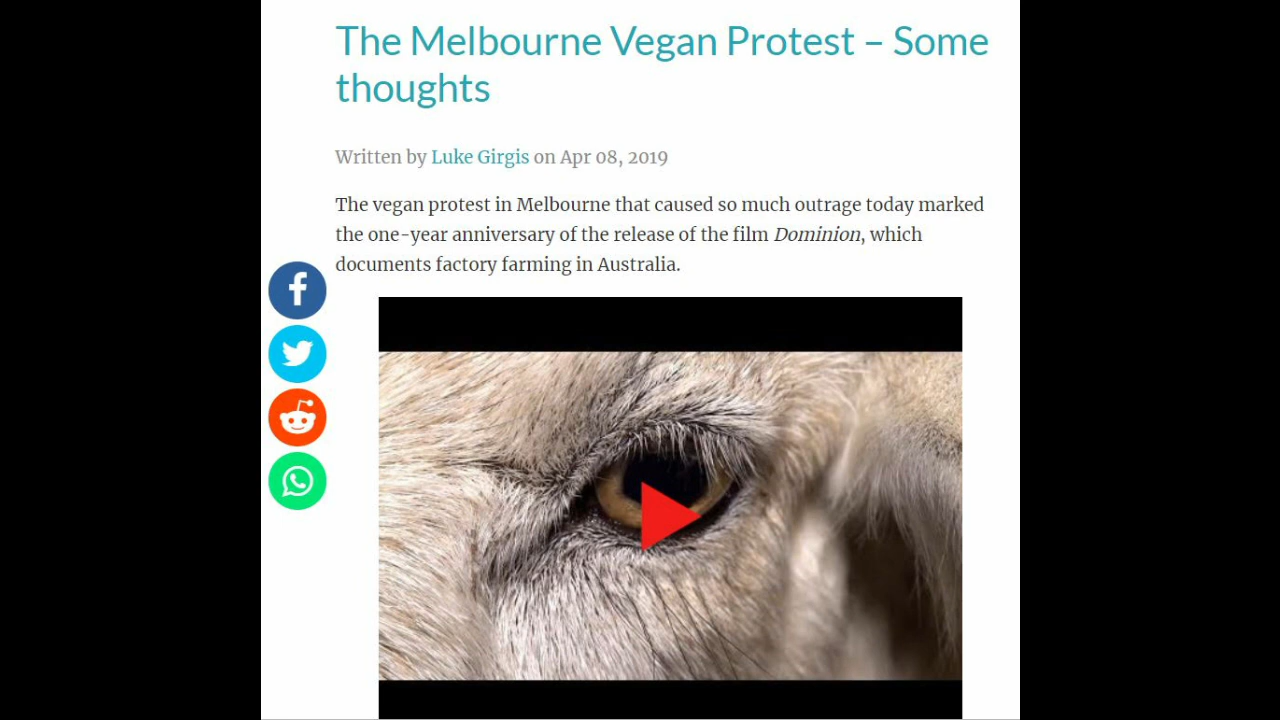 The Melbourne Vegan Protest – Some
thoughts
Written by Luke Girgis on Apr 08, 2019
The vegan protest in Melbourne that caused so much outrage today marked
the one-year anniversary of the release of the film Dominion, which
documents factory farming in Australia.